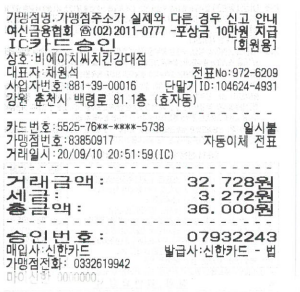 가맹점명,가맹점주소가 실제와 다른 경우 신고 안내
여신금융협회 ☎(02)2011-0777 -포상금 10만원 지급
IC카드승인 [회원용]
상호:비에이치씨치킨강대점
대표자:채원석 전표No:972-6209
사업자번호:881-39-00016 단말기ID:104624-4931
강원 춘천시 백령로 81.1층 (효자동)
카드번호:5525-76**-****-5738 일시불
가맹점번호:83850917 자동이체 전표
거래일시:20/09/10 20:51:59(IC)
거래금액: 32.728원
세금: 3.272원
총금액: 36.000원
승인번호: 07932243
매입사:신한카드 발급사:신한카드 - 법
가맹점전화: 0332619942